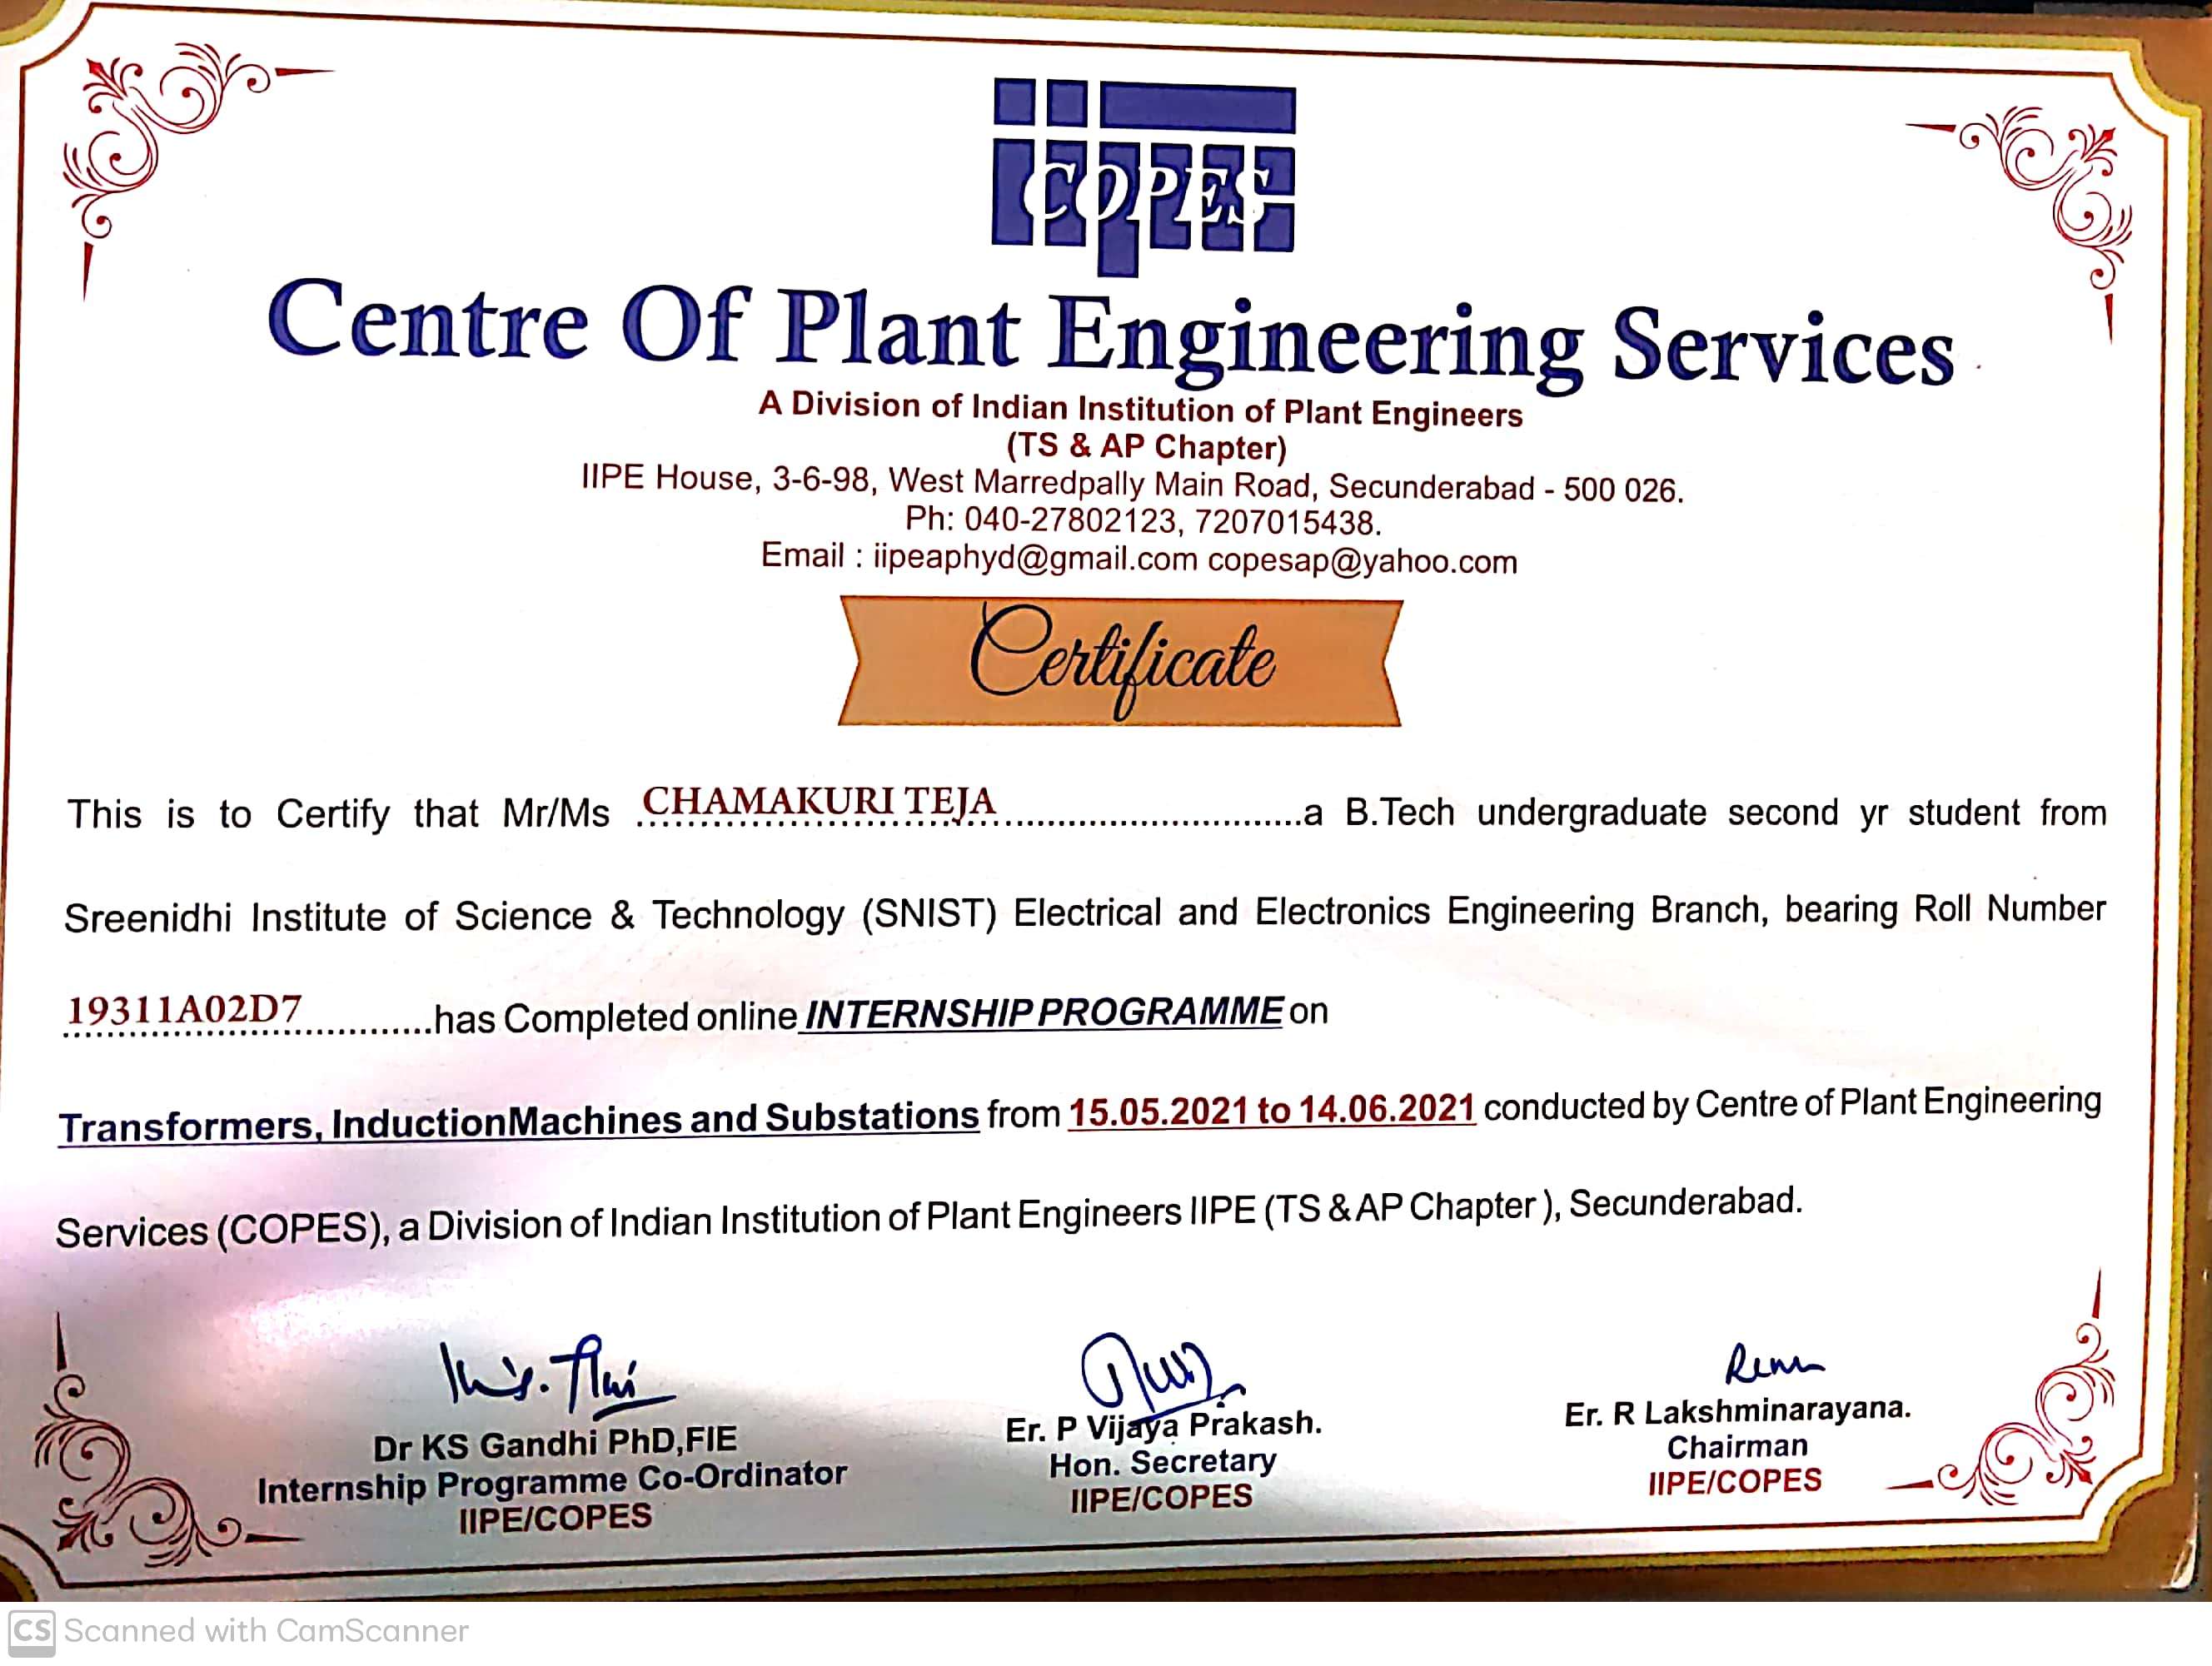 COPES
Centre Of Plant Engineering Services
A Division of Indian Institution of Plant Engineers
(TS & AP Chapter)
IIPE House, 3-6-98, West Marredpally Main Road, Secunderabad - 500 026.
Ph: 040-27802123, 7207015438.
Email : iipeaphyd@gmail.com copesap@yahoo.com
Certificate
This is to Certify that Mr/Ms CHAMAKURI TEJA a B.Tech undergraduate second yr student from
Sreenidhi Institute of Science & Technology (SNIST) Electrical and Electronics Engineering Branch, bearing Roll Number
19311A02D7 has Completed online INTERNSHIP PROGRAMME on
Transformers, InductionMachines and Substations from 15.05.2021 to 14.06.2021 conducted by Centre of Plant Engineering
Services (COPES), a Division of Indian Institution of Plant Engineers IIPE (TS & AP Chapter ), Secunderabad.
Dr KS Gandhi PhD,FIE
Internship Programme Co-Ordinator
IIPE/COPES
Er. P Vijaya Prakash.
Hon. Secretary
IIPE/COPES
Er. R Lakshminarayana.
Chairman
IIPE/COPES
CS Scanned with CamScanner